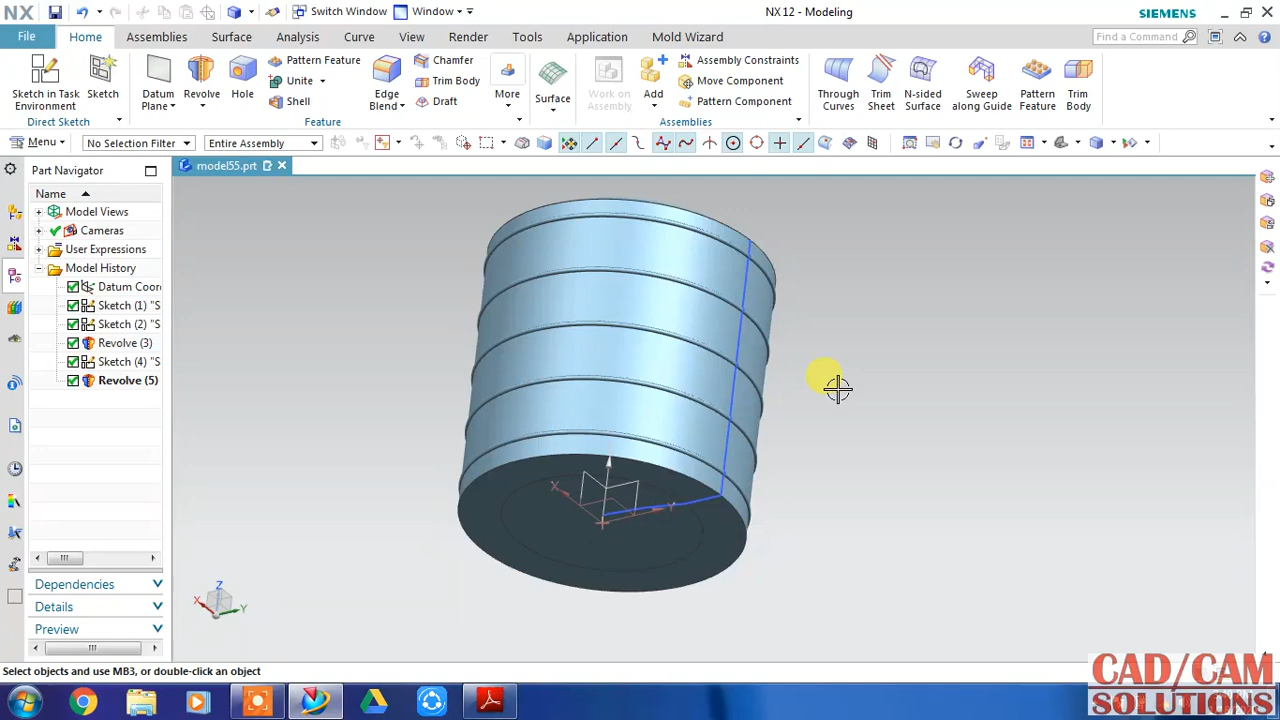 NX Switch Window Window NX 12 - Modeling SIEMENS
File Home Assemblies Surface Analysis Curve View Render Tools Application Mold Wizard Find a Command
Sketch in Task Environment Sketch Datum Plane Revolve Hole Pattern Feature Unite Shell Edge Blend Chamfer Trim Body Draft More Surface Work on Assembly Add Assembly Constraints Move Component Pattern Component Through Curves Trim Sheet N-sided Surface Sweep along Guide Pattern Feature Trim Body
Direct Sketch Feature Assemblies
Menu No Selection Filter Entire Assembly
Part Navigator model55.prt
Name
Model Views
Cameras
User Expressions
Model History
Datum Coor
Sketch (1) "S
Sketch (2) "S
Revolve (3)
Sketch (4) "S
Revolve (5)
X Y
Dependencies
Details
Preview
Z
X Y
Select objects and use MB3, or double-click an object
CAD/CAM
SOLUTIONS